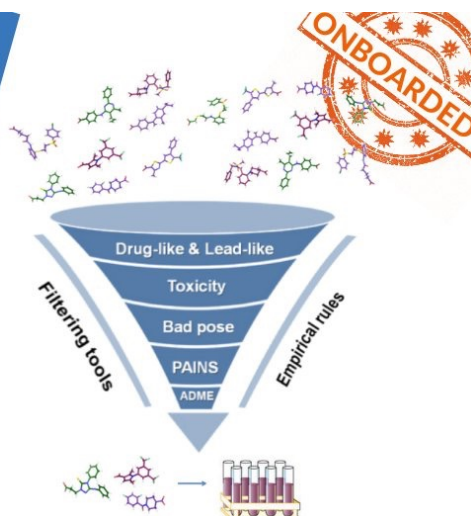 ONBOARDED
Drug-like & Lead-like
Toxicity
Bad pose
PAINS
ADME
Filtering tools
Empirical rules